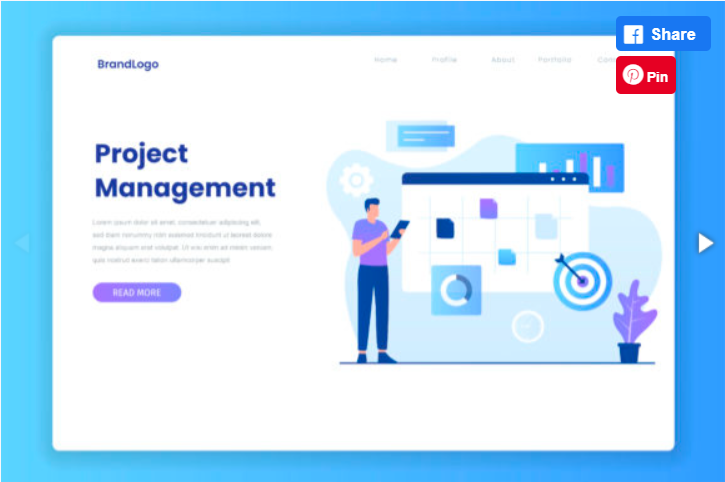 Share
BrandLogo
Home Profile About Portfolio
Pin
Project
Management
Lorem ipsum dolor sit amet, consectetuer adipiscing elit,
sed diam nonummy nibh euismod tincidunt ut laoreet dolore
magna aliquam erat volutpat. Ut wisi enim ad minim veniam,
quis nostrud exerci tation ullamcorper suscipit
READ MORE